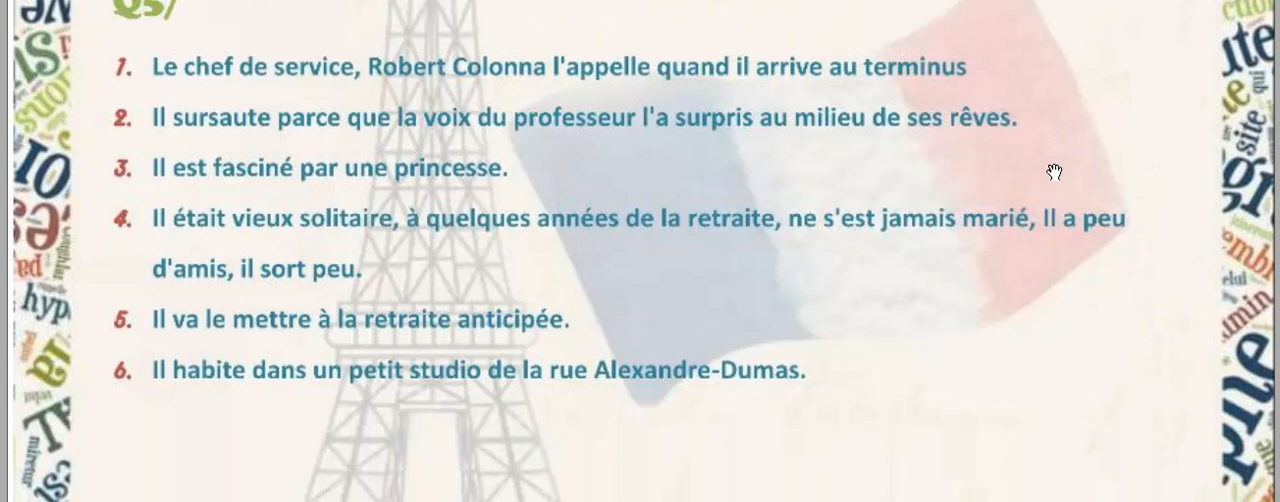 Q5/
1. Le chef de service, Robert Colonna l'appelle quand il arrive au terminus
2. Il sursaute parce que la voix du professeur l'a surpris au milieu de ses rêves.
3. Il est fasciné par une princesse.
4. Il était vieux solitaire, à quelques années de la retraite, ne s'est jamais marié, Il a peu
d'amis, il sort peu.
5. Il va le mettre à la retraite anticipée.
6. Il habite dans un petit studio de la rue Alexandre-Dumas.